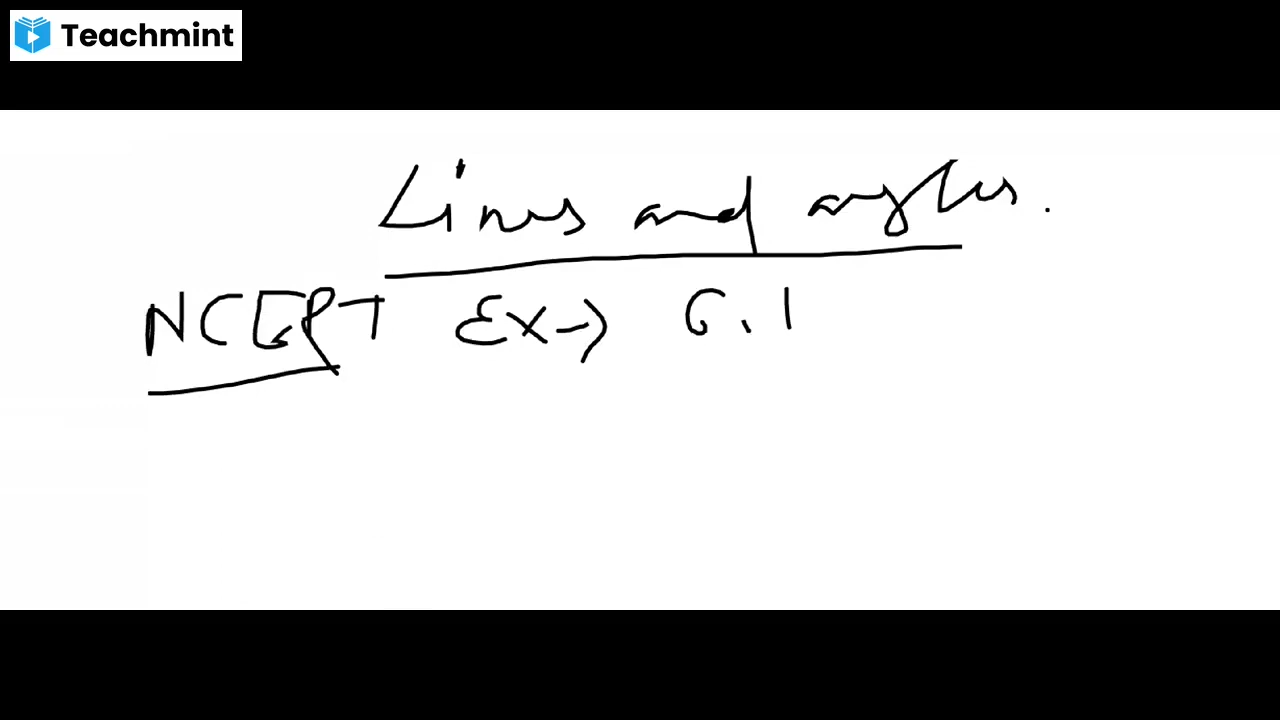 Teachmint
Lines and angles.
NCERT Ex→ 6.1